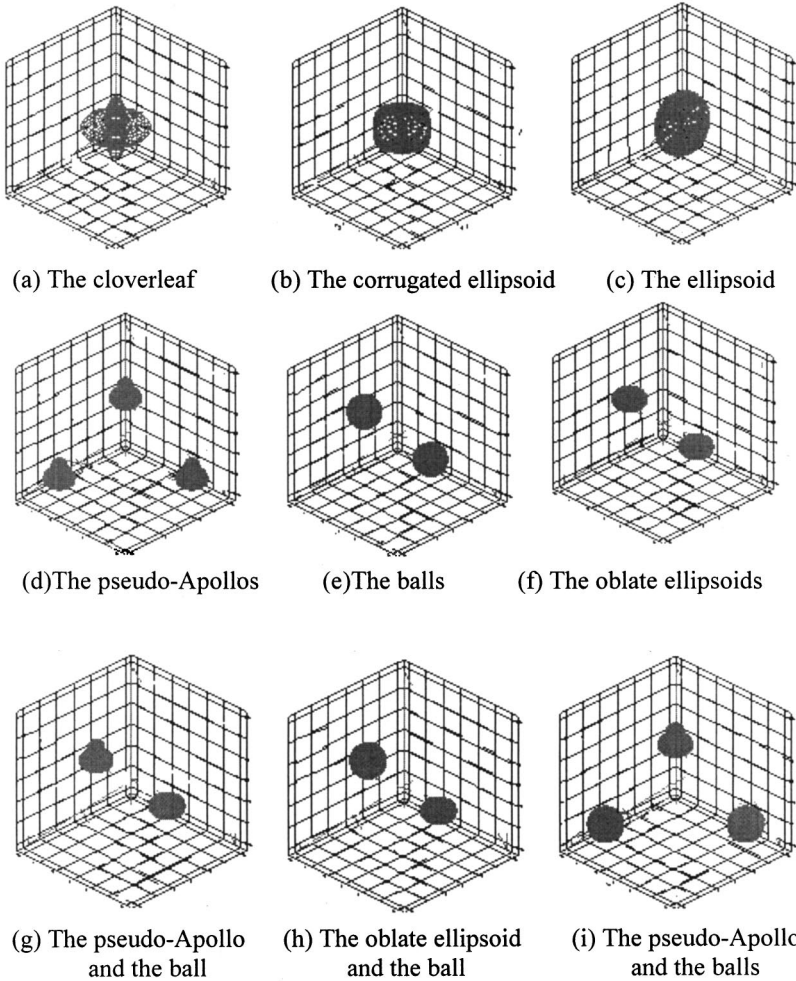 (a) The cloverleaf
(b) The corrugated ellipsoid
(c) The ellipsoid
(d)The pseudo-Apollos
(e)The balls
(f) The oblate ellipsoids
(g) The pseudo-Apollo
and the ball
(h) The oblate ellipsoid
and the ball
(i) The pseudo-Apollo
and the balls